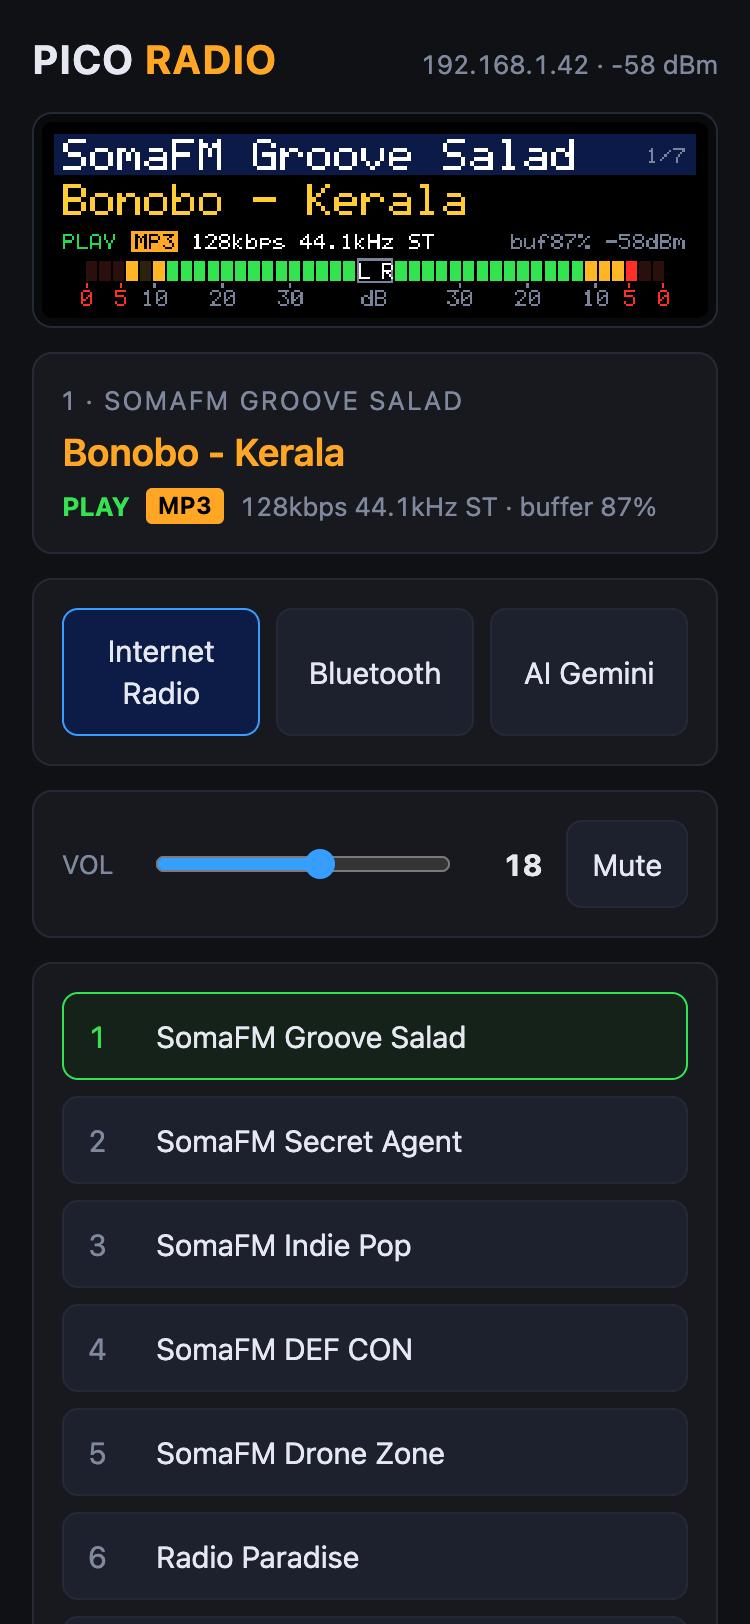 PICO RADIO
192.168.1.42 · -58 dBm
SomaFM Groove Salad 1/7
Bonobo - Kerala
PLAY MP3 128kbps 44.1kHz ST buf87% -58dBm
L R
0 5 10 20 30 dB 30 20 10 5 0
1 · SOMAFM GROOVE SALAD
Bonobo - Kerala
PLAY MP3 128kbps 44.1kHz ST · buffer 87%
Internet
Radio
Bluetooth
AI Gemini
VOL 18 Mute
1 SomaFM Groove Salad
2 SomaFM Secret Agent
3 SomaFM Indie Pop
4 SomaFM DEF CON
5 SomaFM Drone Zone
6 Radio Paradise